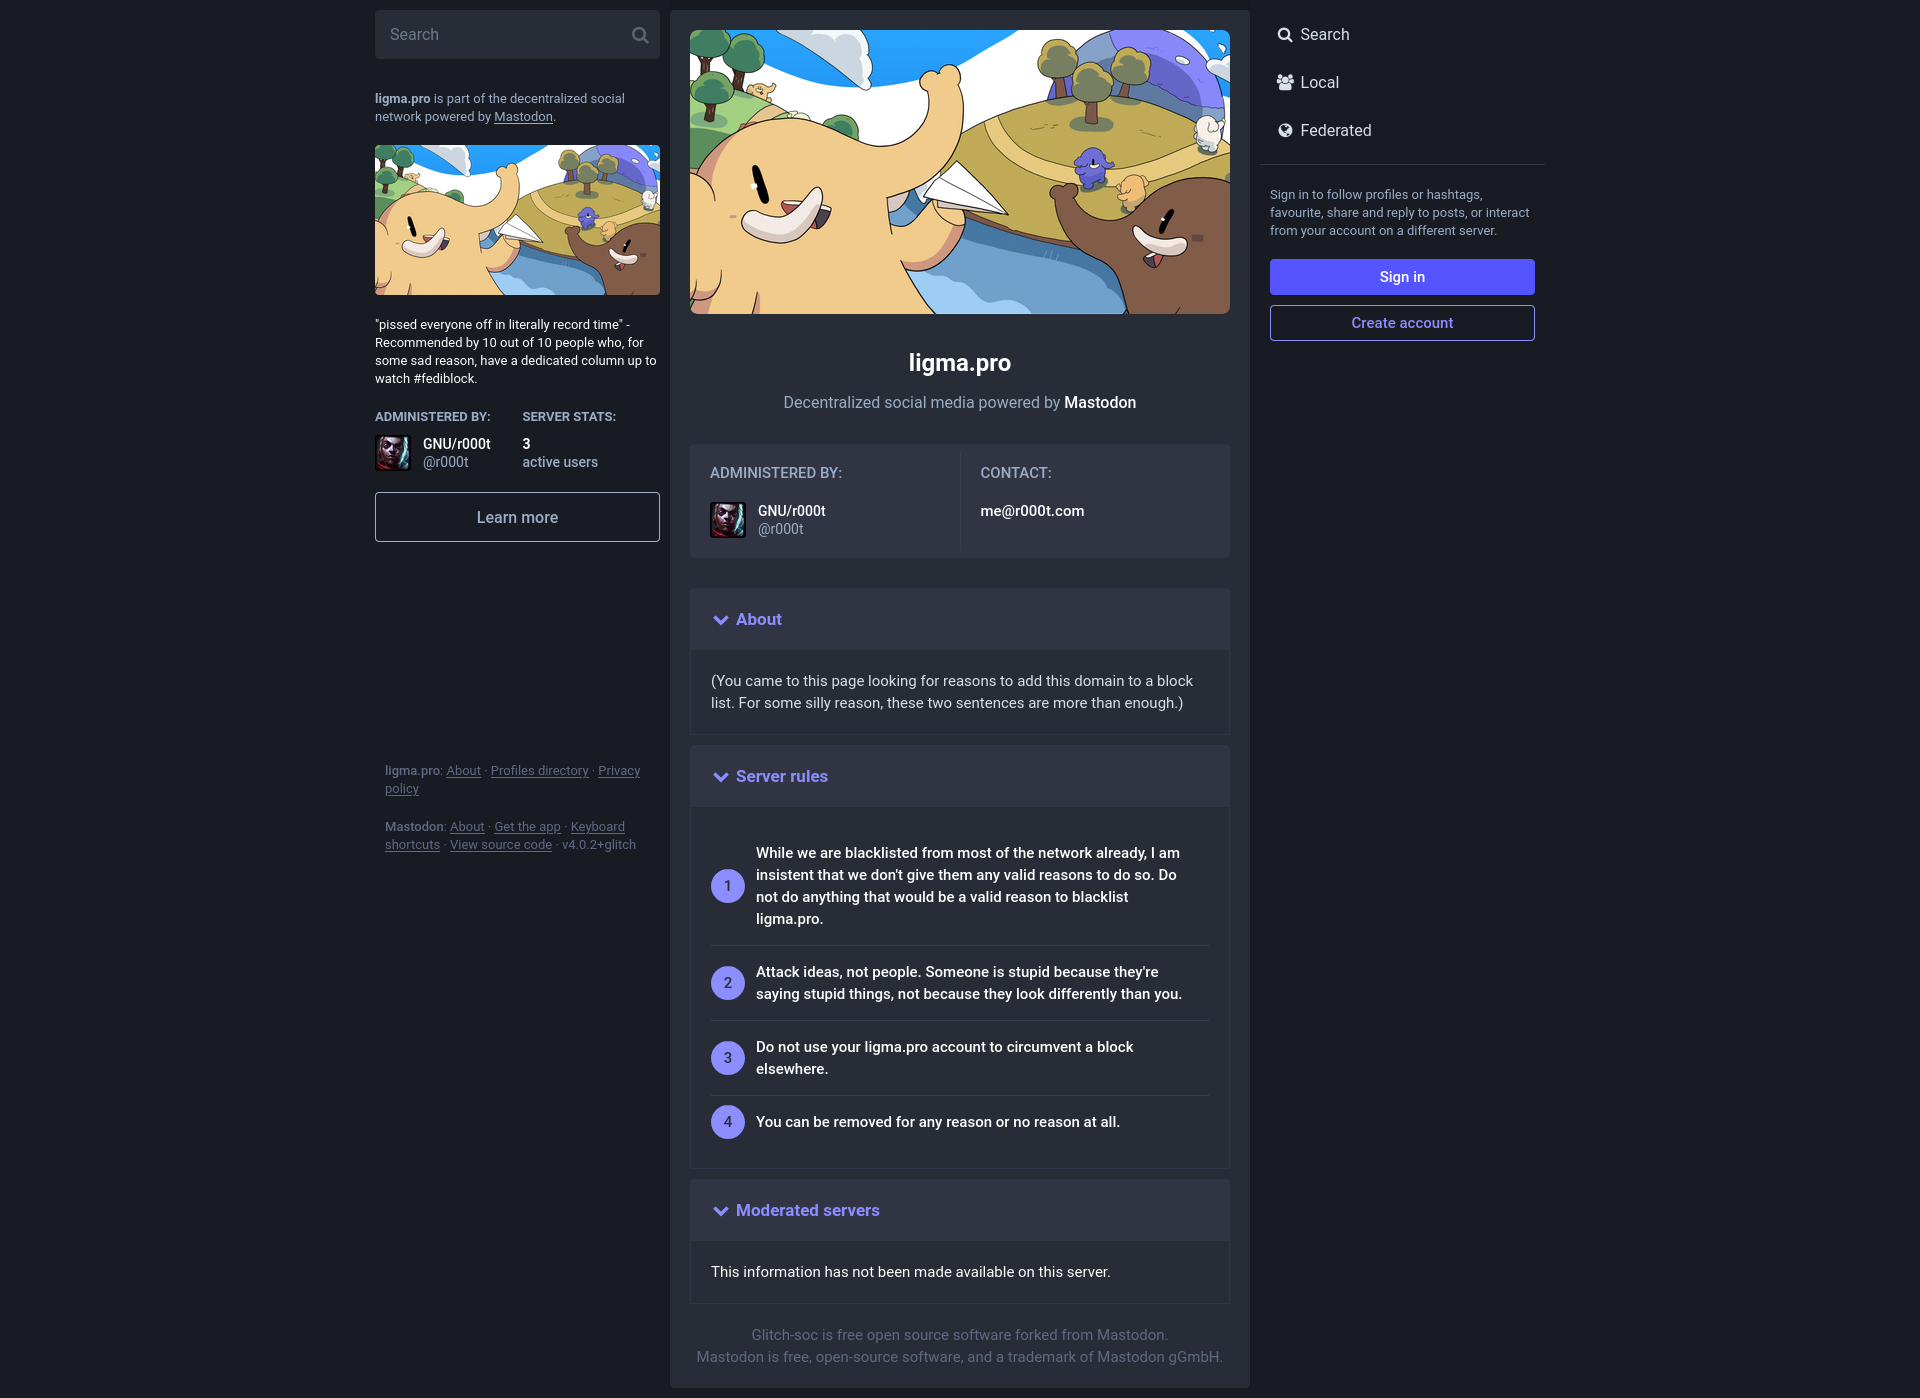 Search
ligma.pro is part of the decentralized social
network powered by Mastodon.
"pissed everyone off in literally record time" -
Recommended by 10 out of 10 people who, for
some sad reason, have a dedicated column up to
watch #fediblock.
ADMINISTERED BY:
GNU/r000t
@r000t
SERVER STATS:
3
active users
Learn more
ligma.pro: About · Profiles directory · Privacy
policy
Mastodon: About · Get the app · Keyboard
shortcuts · View source code · v4.0.2+glitch
ligma.pro
Decentralized social media powered by Mastodon
ADMINISTERED BY:
GNU/r000t
@r000t
CONTACT:
me@r000t.com
About
(You came to this page looking for reasons to add this domain to a block
list. For some silly reason, these two sentences are more than enough.)
Server rules
1
While we are blacklisted from most of the network already, I am
insistent that we don't give them any valid reasons to do so. Do
not do anything that would be a valid reason to blacklist
ligma.pro.
2
Attack ideas, not people. Someone is stupid because they're
saying stupid things, not because they look differently than you.
3
Do not use your ligma.pro account to circumvent a block
elsewhere.
4
You can be removed for any reason or no reason at all.
Moderated servers
This information has not been made available on this server.
Glitch-soc is free open source software forked from Mastodon.
Mastodon is free, open-source software, and a trademark of Mastodon gGmbH.
Search
Local
Federated
Sign in to follow profiles or hashtags,
favourite, share and reply to posts, or interact
from your account on a different server.
Sign in
Create account